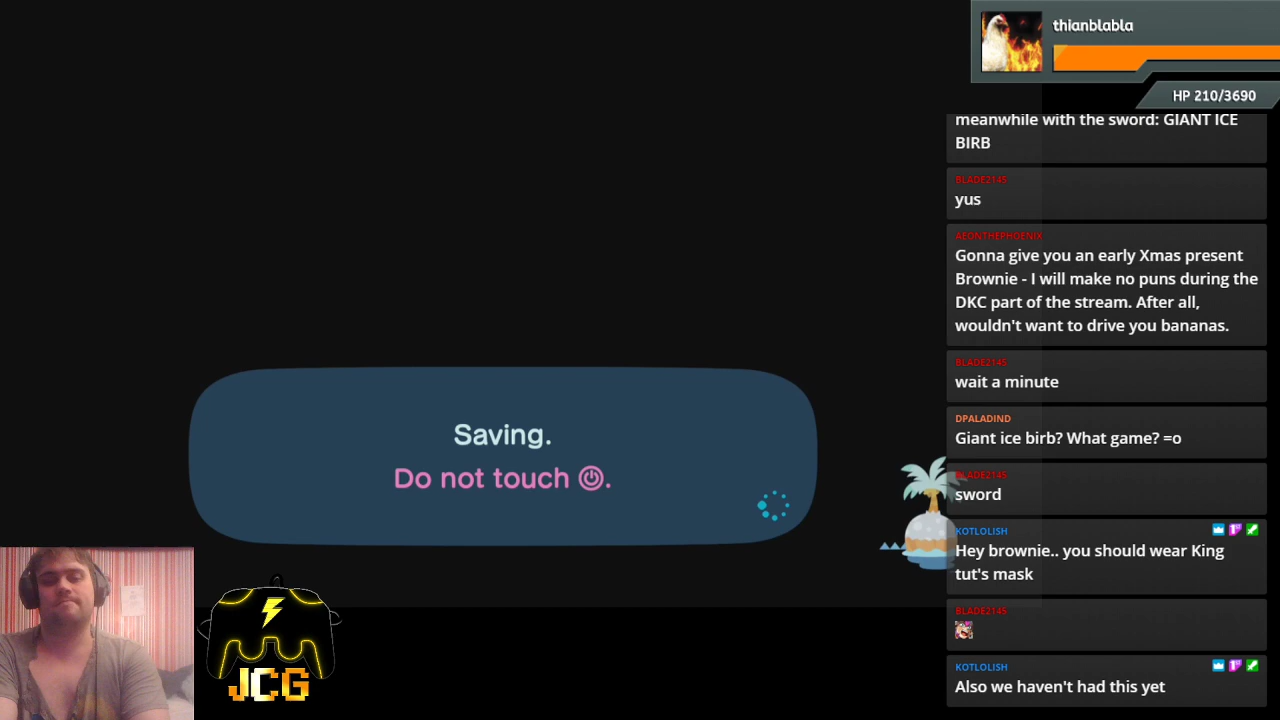 thianblabla
HP 210/3690
meanwhile with the sword: GIANT ICE
BIRB
BLADE2145
yus
AEONTHEPHOENIX
Gonna give you an early Xmas present
Brownie - I will make no puns during the
DKC part of the stream. After all,
wouldn't want to drive you bananas.
BLADE2145
wait a minute
DPALADIND
Giant ice birb? What game? =o
BLADE2145
sword
KOTLOLISH
Hey brownie.. you should wear King
tut's mask
BLADE2145
KOTLOLISH
Also we haven't had this yet
Saving.
Do not touch .
JCG